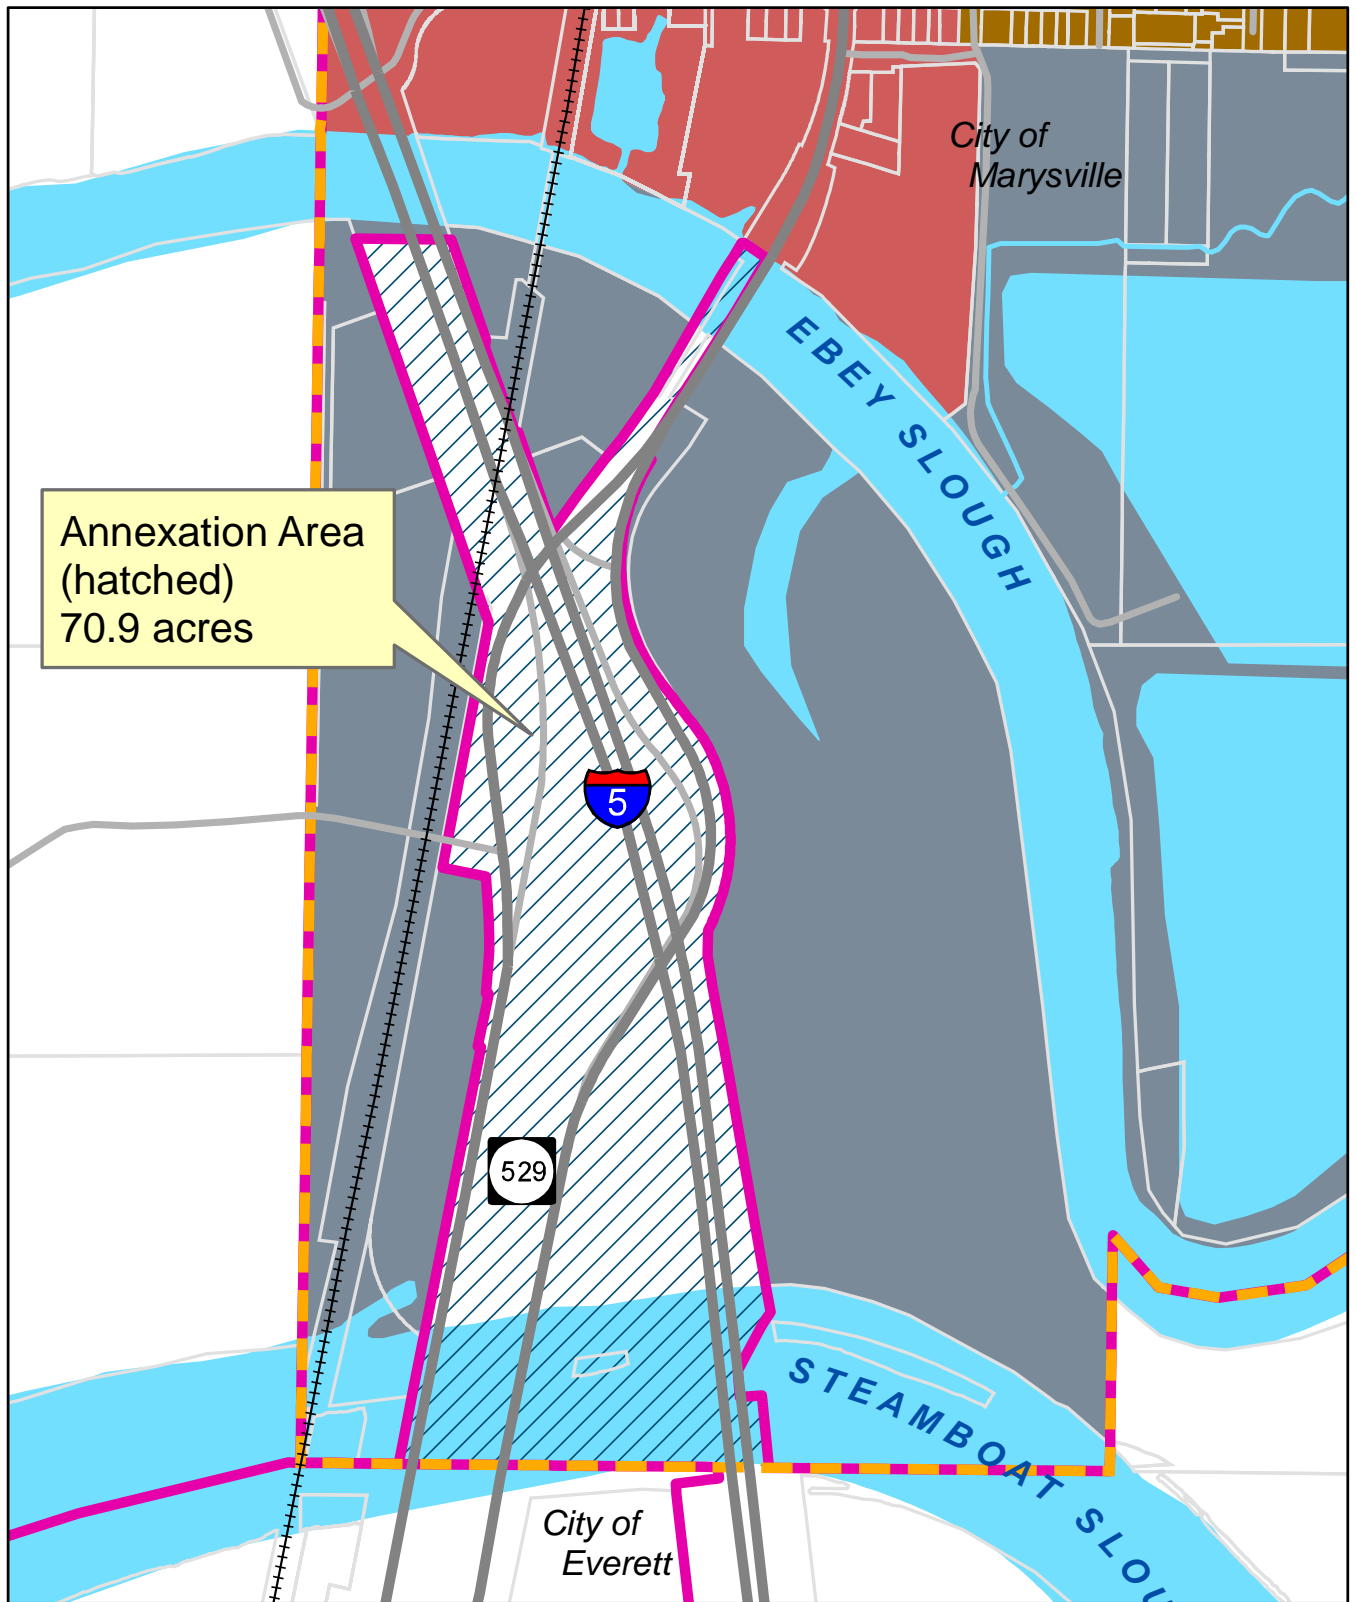 City of
Marysville
EBEY SLOUGH
Annexation Area
(hatched)
70.9 acres
5
529
STEAMBOAT SLOU
City of
Everett